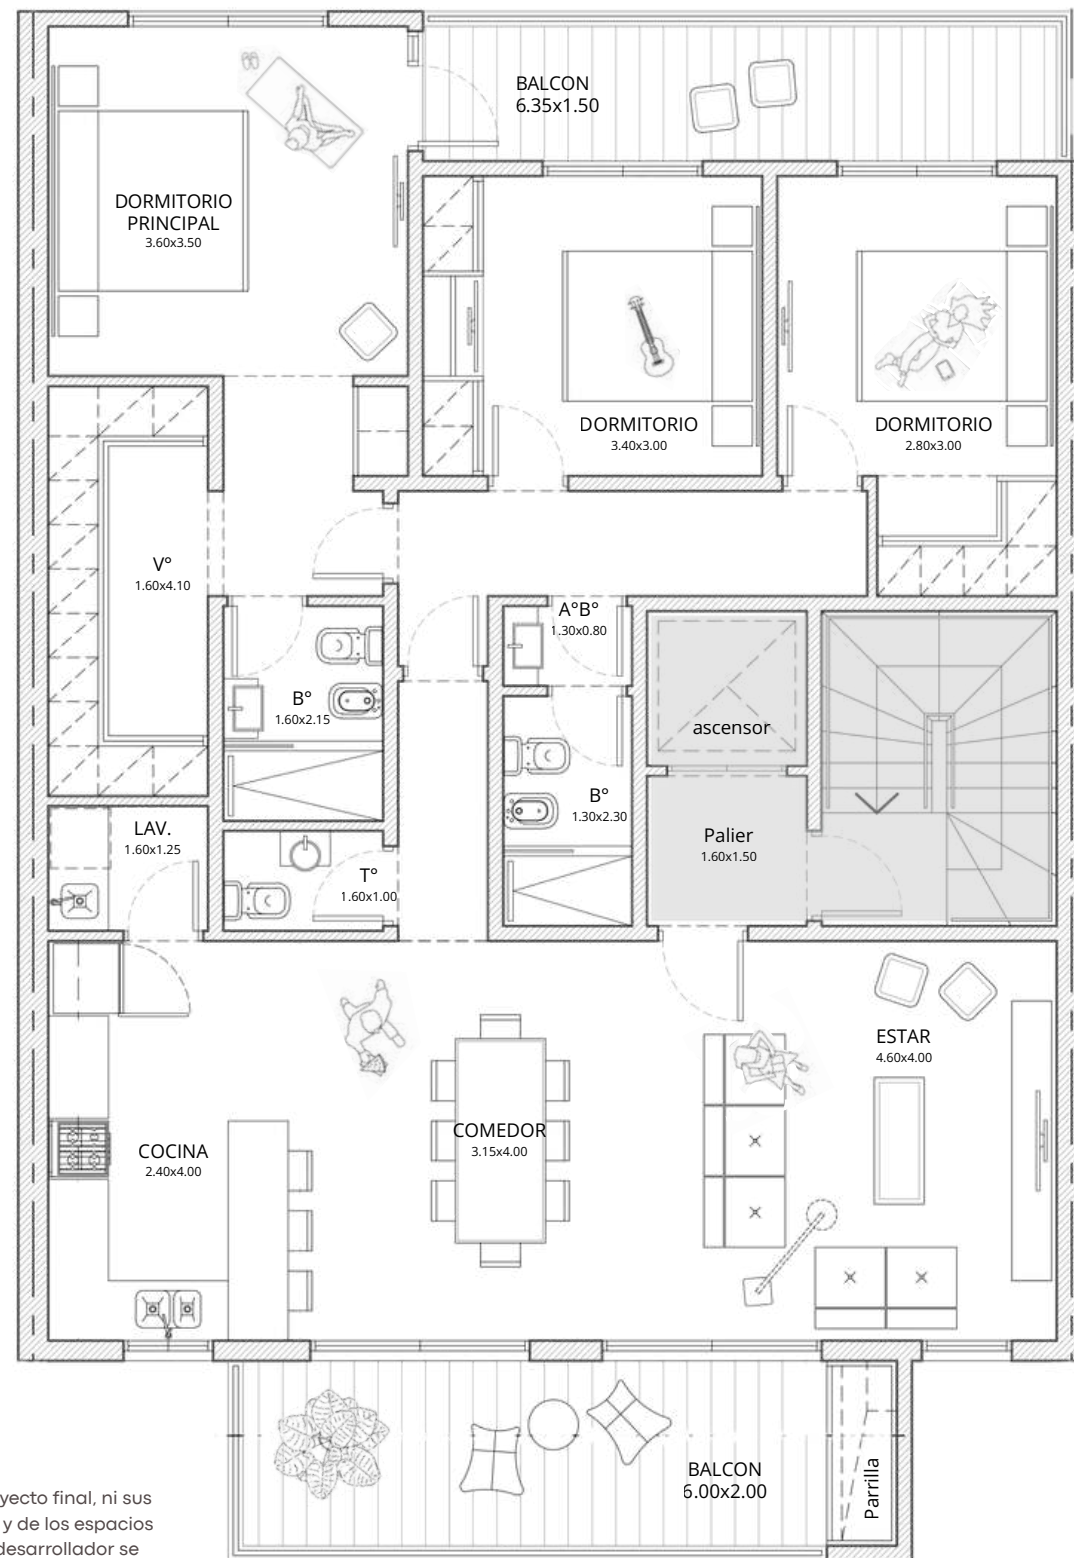 BALCON
6.35x1.50
DORMITORIO
PRINCIPAL
3.60x3.50
DORMITORIO
3.40x3.00
DORMITORIO
2.80x3.00
V°
1.60x4.10
A°B°
1.30x0.80
B°
1.60x2.15
ascensor
B°
1.30x2.30
LAV.
1.60x1.25
Palier
1.60x1.50
T°
1.60x1.00
ESTAR
4.60x4.00
COCINA
2.40x4.00
COMEDOR
3.15x4.00
BALCON
6.00x2.00
Parrilla
yecto final, ni sus
y de los espacios
desarrollador se